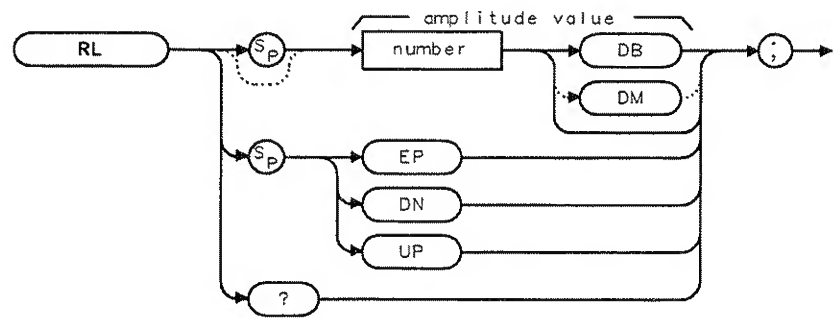 amplitude value
RL SP number DB ;
DM
SP EP
DN
UP
?